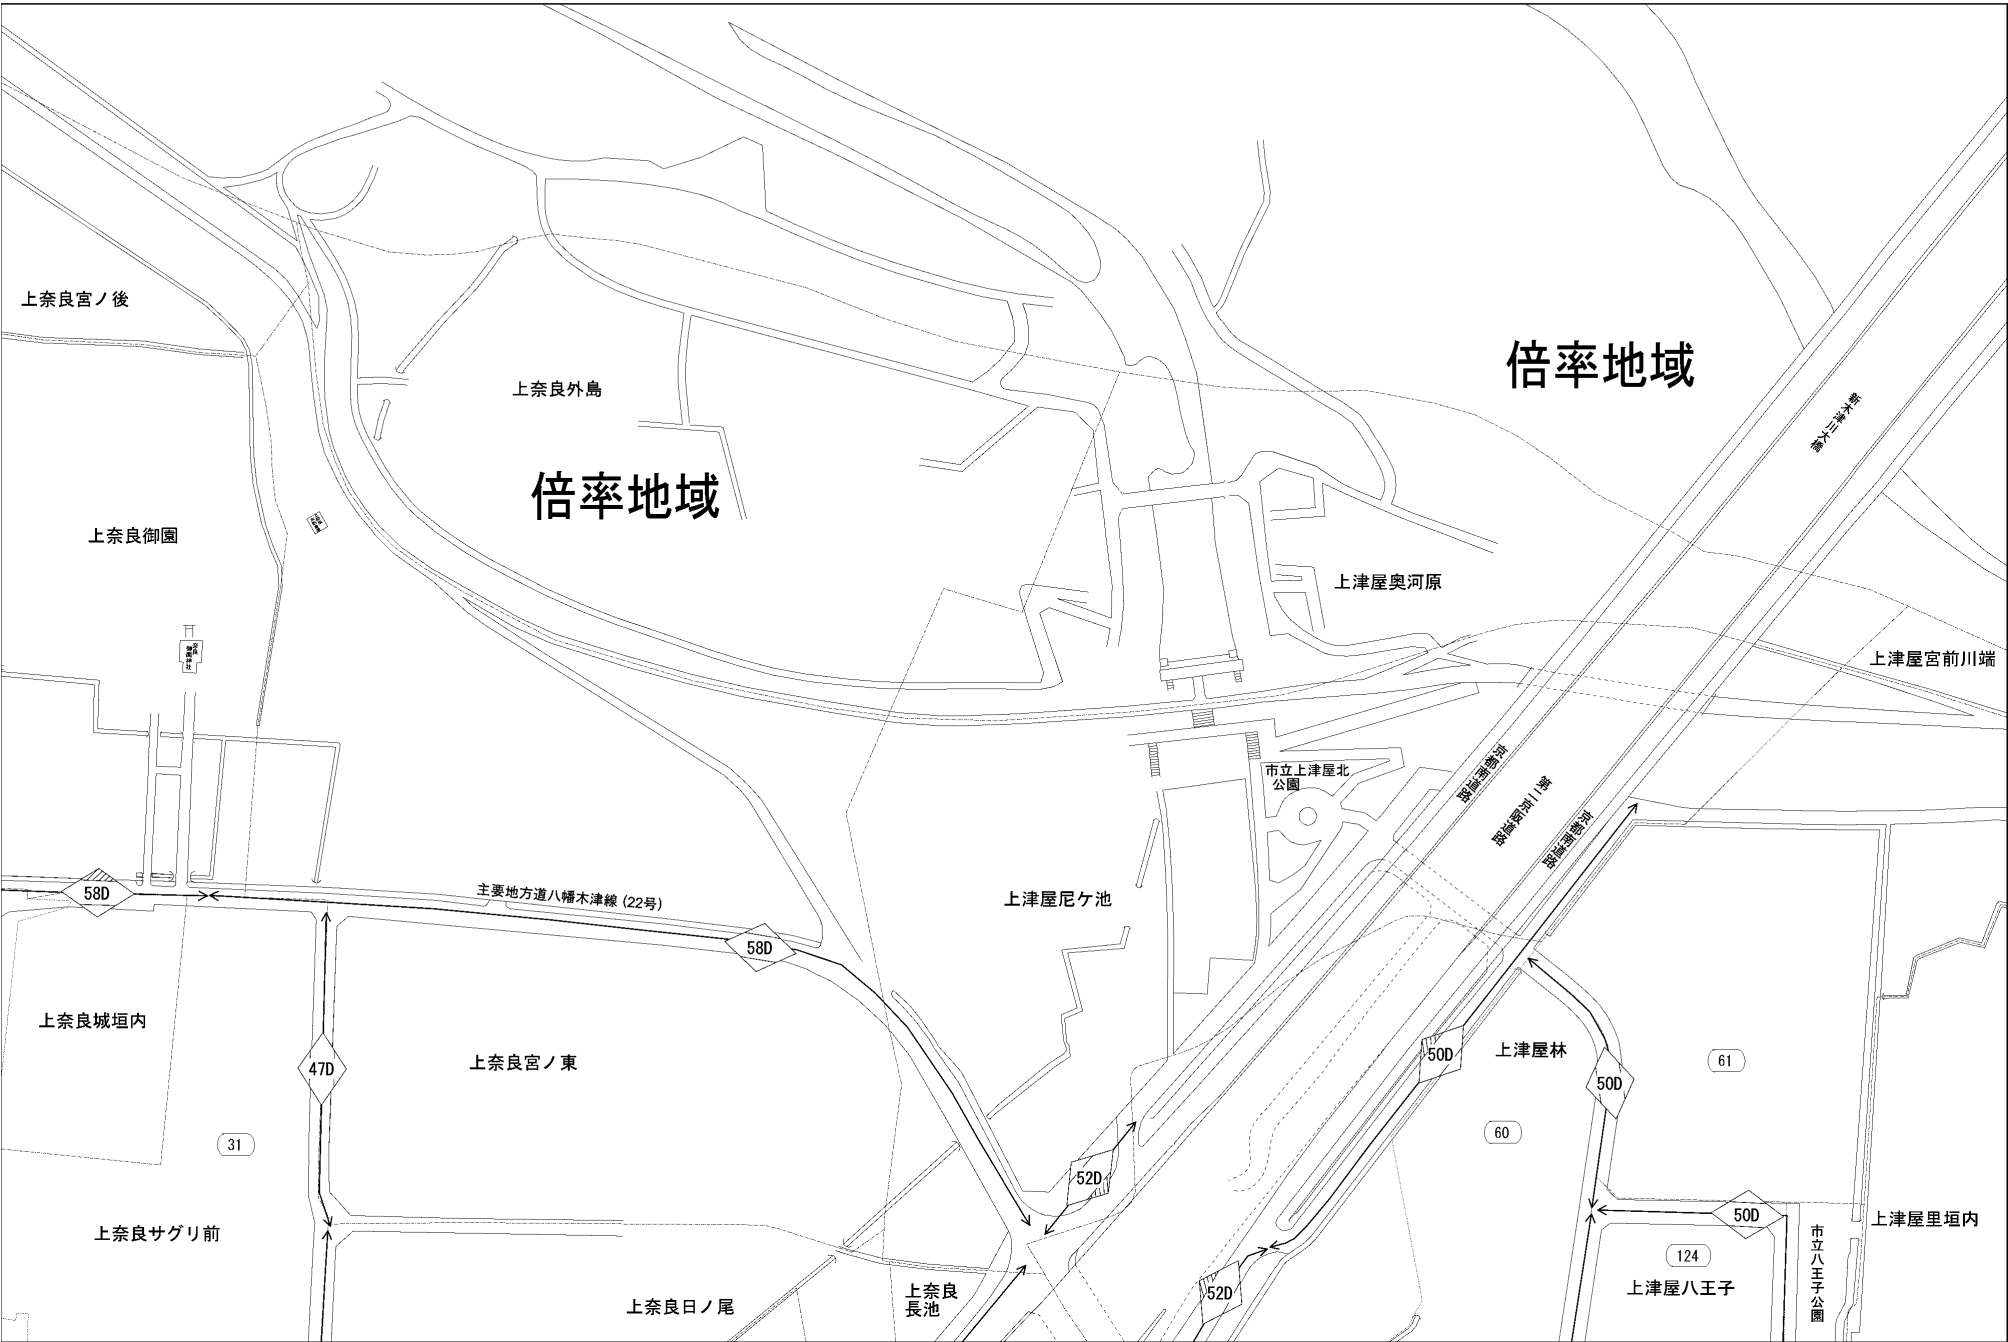 上奈良宮ノ後
倍率地域
新木津川大橋
上奈良外島
倍率地域
上奈良御園
上津屋奥河原
上津屋宮前川端
京都南道路
市立上津屋北
公園
第二京阪道路
京都南道路
58D
主要地方道八幡木津線(22号)
上津屋尼ケ池
58D
上奈良城垣内
上奈良宮ノ東
47D
50D
上津屋林
61
50D
31
60
52D
上奈良サグリ前
50D
上津屋里垣内
市立八王子公園
124
上津屋八王子
上奈良日ノ尾
上奈良
長池
52D